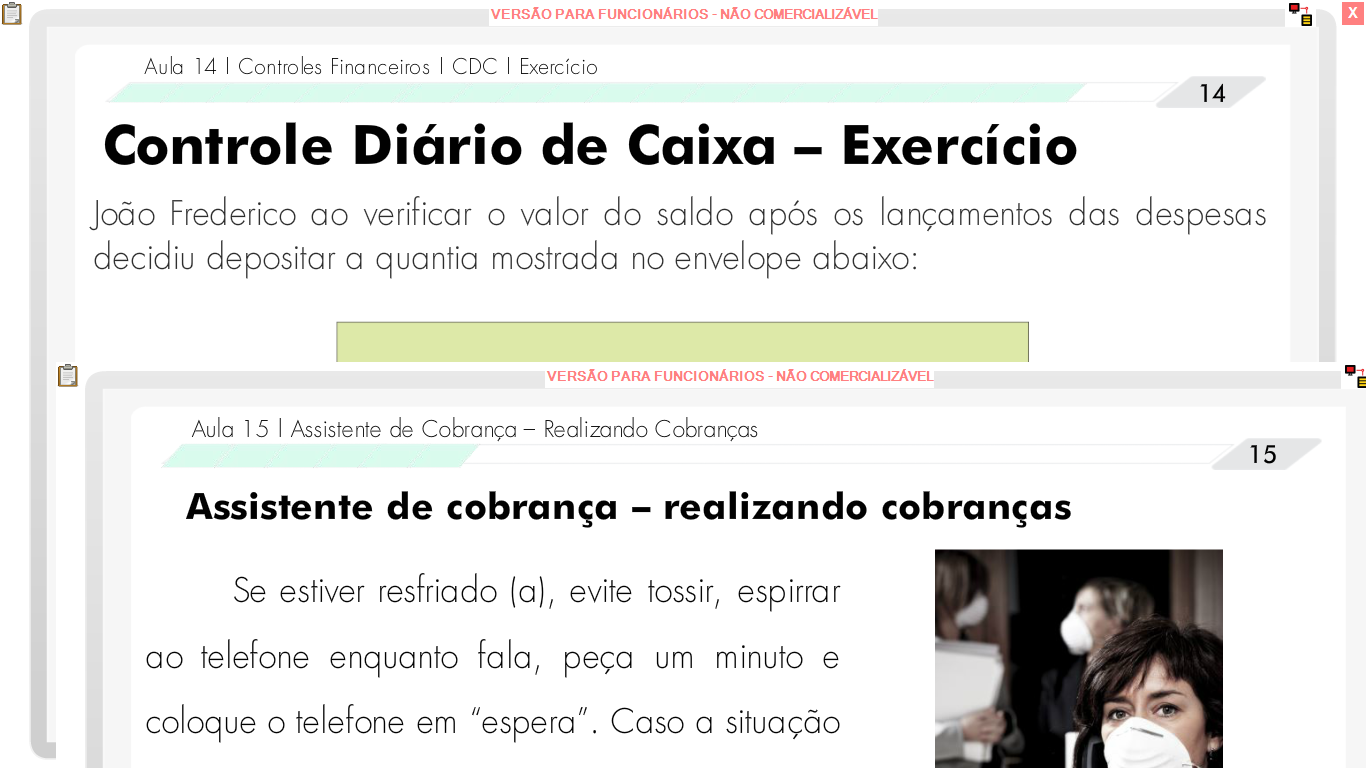 VERSÃO PARA FUNCIONÁRIOS - NÃO COMERCIALIZÁVEL
X
Aula 14 | Controles Financeiros | CDC | Exercício
14
Controle Diário de Caixa – Exercício
João Frederico ao verificar o valor do saldo após os lançamentos das despesas
decidiu depositar a quantia mostrada no envelope abaixo:
VERSÃO PARA FUNCIONÁRIOS - NÃO COMERCIALIZÁVEL
Aula 15 | Assistente de Cobrança – Realizando Cobranças
15
Assistente de cobrança – realizando cobranças
Se estiver resfriado (a), evite tossir, espirrar
ao telefone enquanto fala, peça um minuto e
coloque o telefone em “espera”. Caso a situação